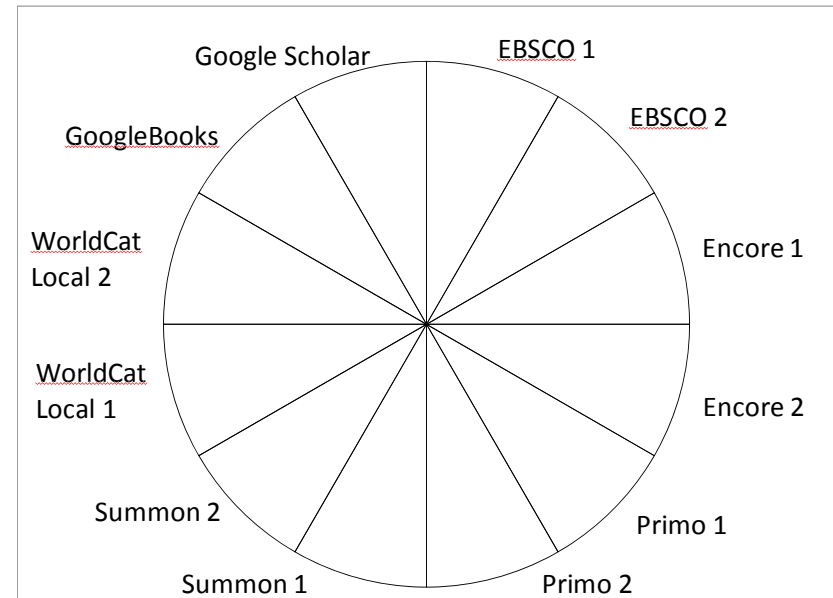 Google Scholar
EBSCO 1
EBSCO 2
GoogleBooks
WorldCat
Local 2
Encore 1
WorldCat
Local 1
Encore 2
Summon 2
Primo 1
Summon 1
Primo 2